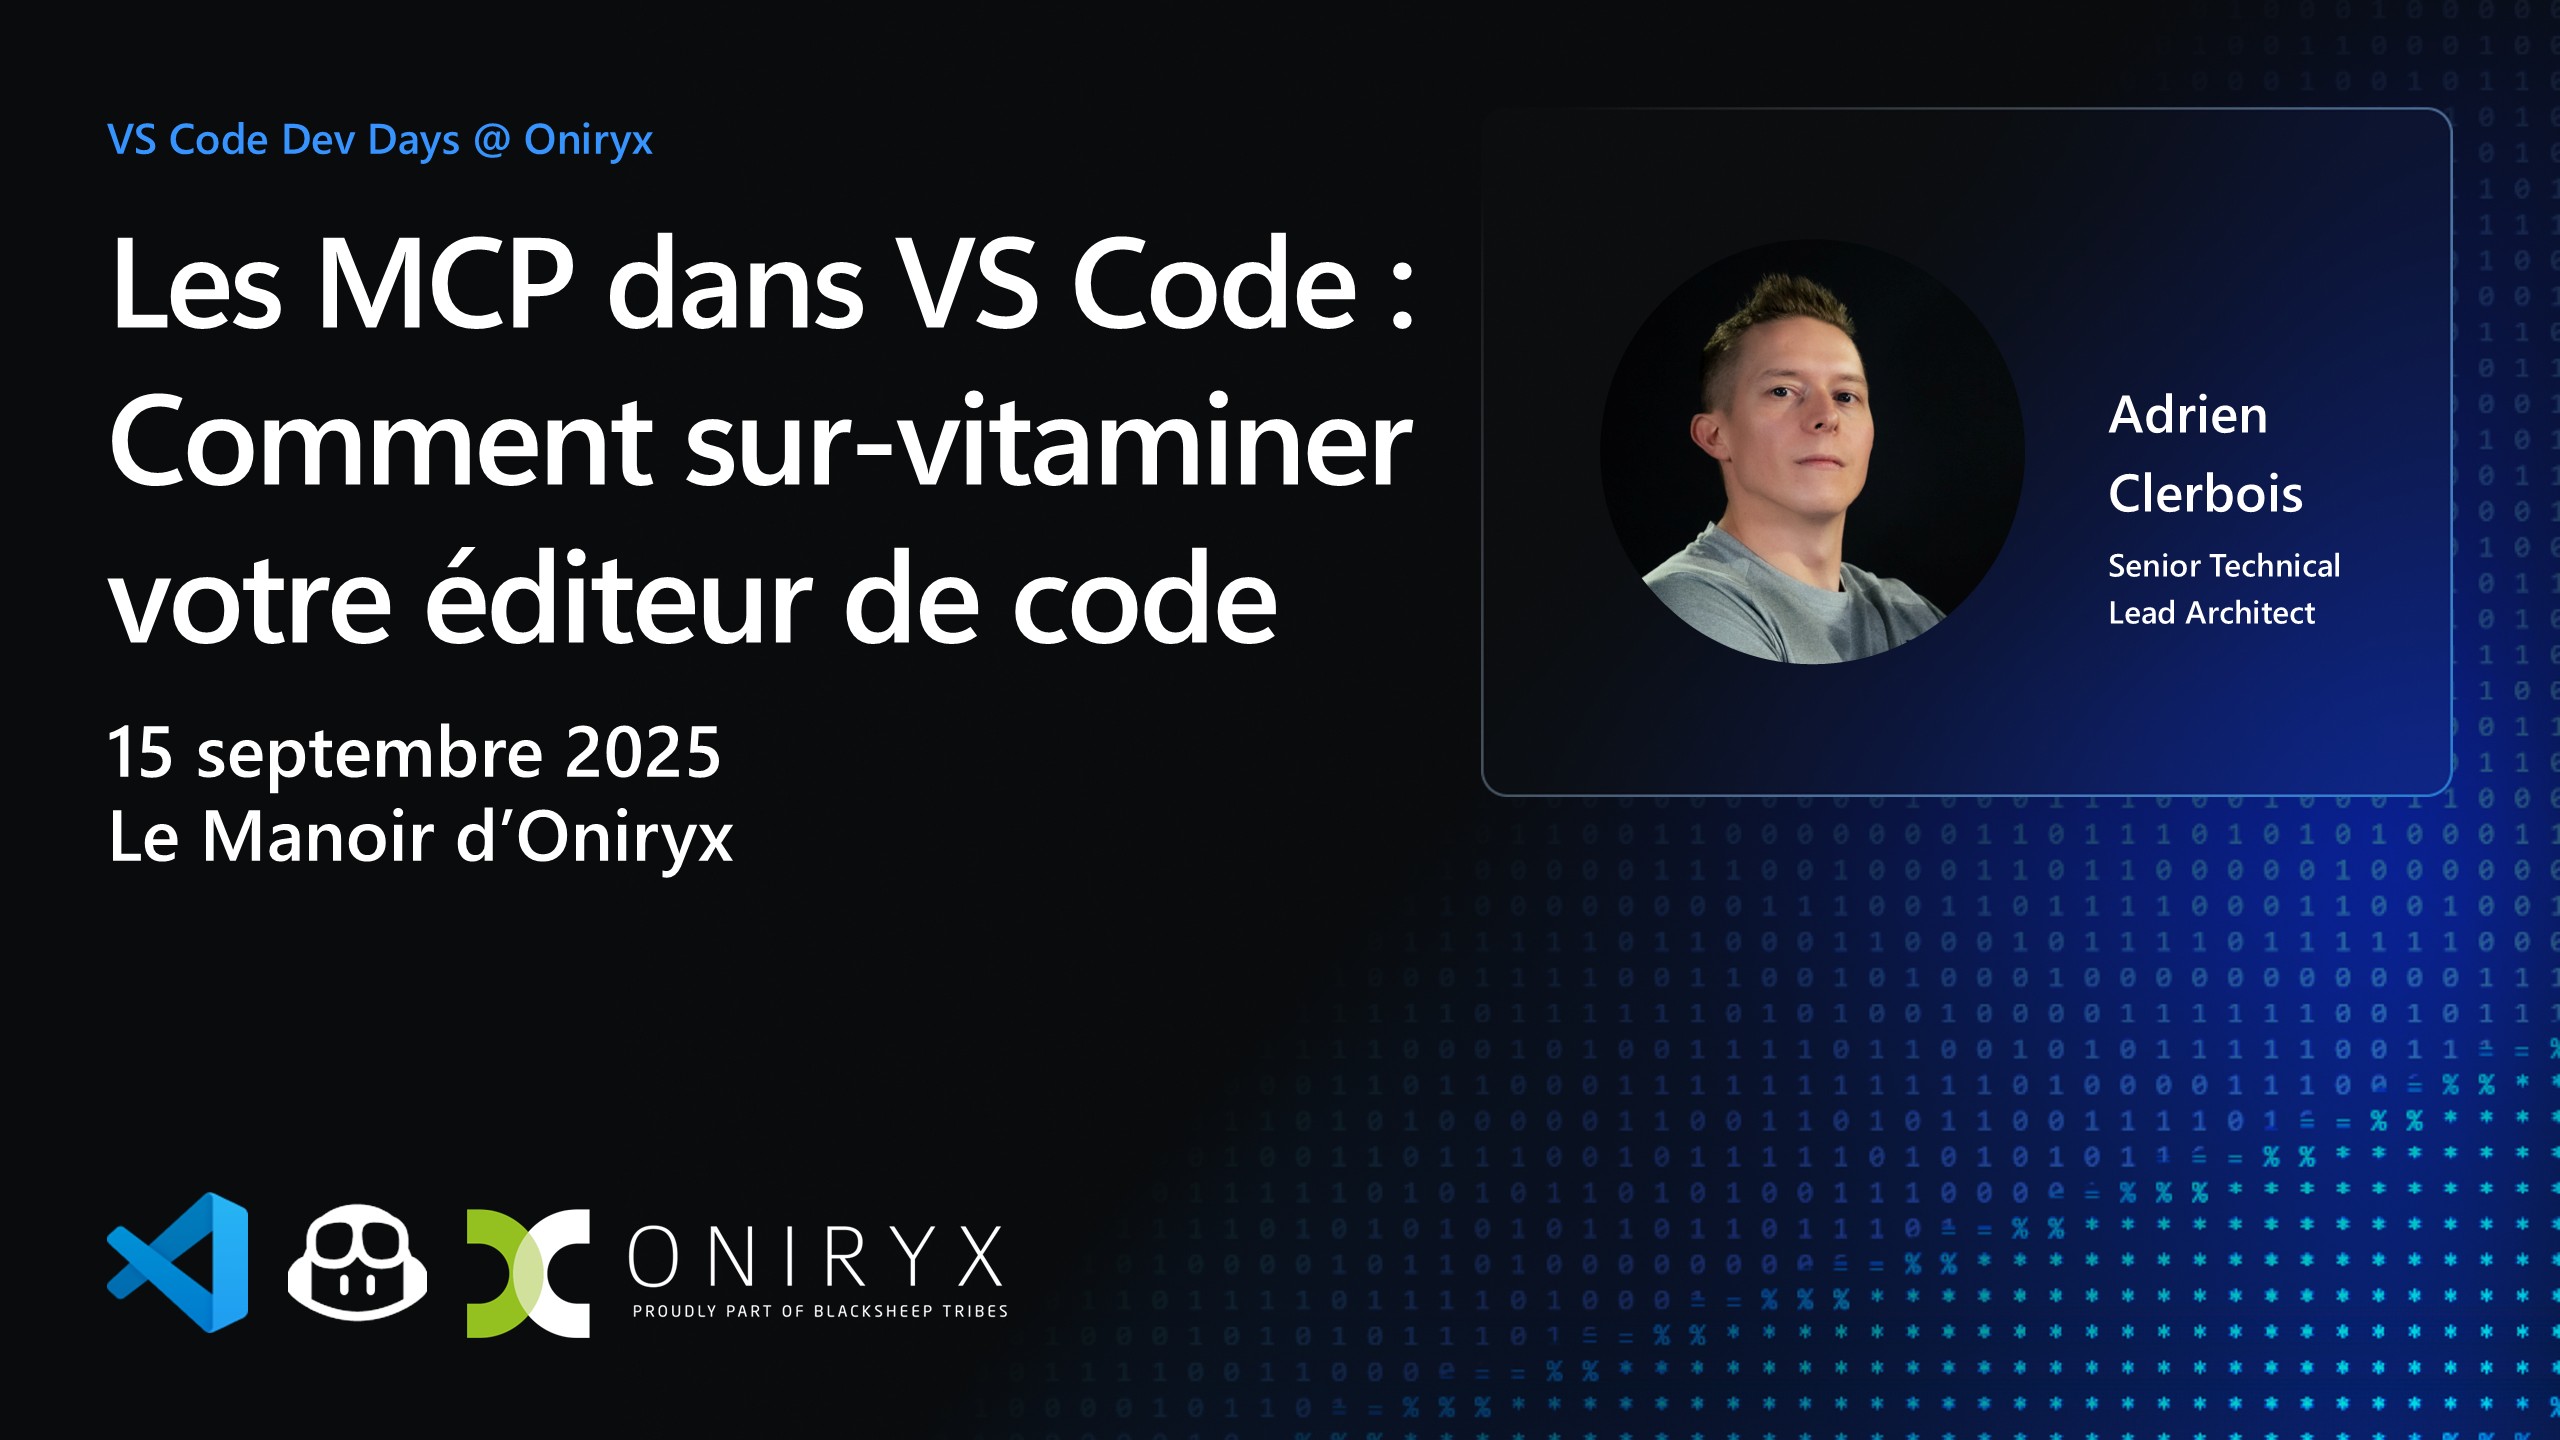 VS Code Dev Days @ Oniryx
Les MCP dans VS Code :
Comment sur-vitaminer
votre éditeur de code
15 septembre 2025
Le Manoir d’Oniryx
Adrien
Clerbois
Senior Technical
Lead Architect
ONIRYX
PROUDLY PART OF BLACKSHEEP TRIBES